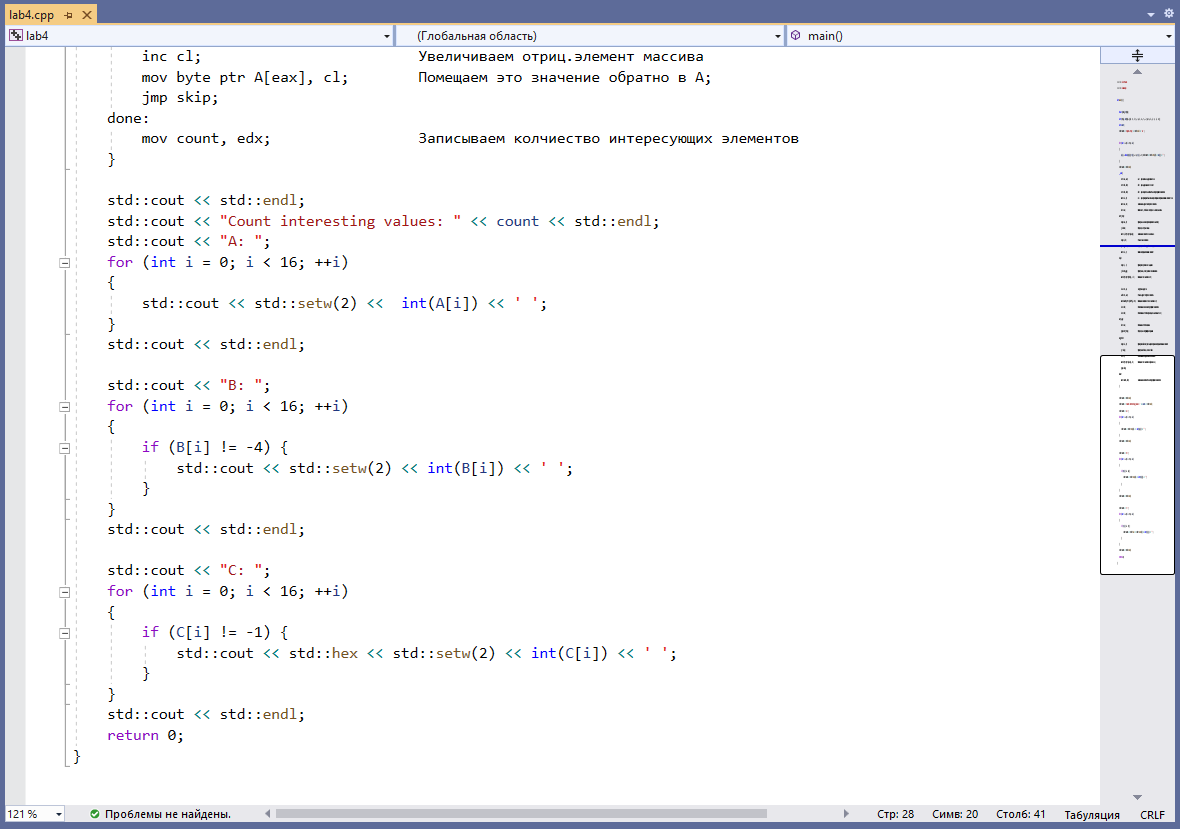 lab4.cpp
lab4 (Глобальная область) main()
inc cl; Увеличиваем отриц.элемент массива
mov byte ptr A[eax], cl; Помещаем это значение обратно в A;
jmp skip;
done:
mov count, edx; Записываем колчиество интересующих элементов
}
std::cout << std::endl;
std::cout << "Count interesting values: " << count << std::endl;
std::cout << "A: ";
for (int i = 0; i < 16; ++i)
{
std::cout << std::setw(2) <<  int(A[i]) << ' ';
}
std::cout << std::endl;
std::cout << "B: ";
for (int i = 0; i < 16; ++i)
{
if (B[i] != -4) {
std::cout << std::setw(2) << int(B[i]) << ' ';
}
}
std::cout << std::endl;
std::cout << "C: ";
for (int i = 0; i < 16; ++i)
{
if (C[i] != -1) {
std::cout << std::hex << std::setw(2) << int(C[i]) << ' ';
}
}
std::cout << std::endl;
return 0;
}
121 % Проблемы не найдены. Стр: 28 Симв: 20 Столб: 41 Табуляция CRLF